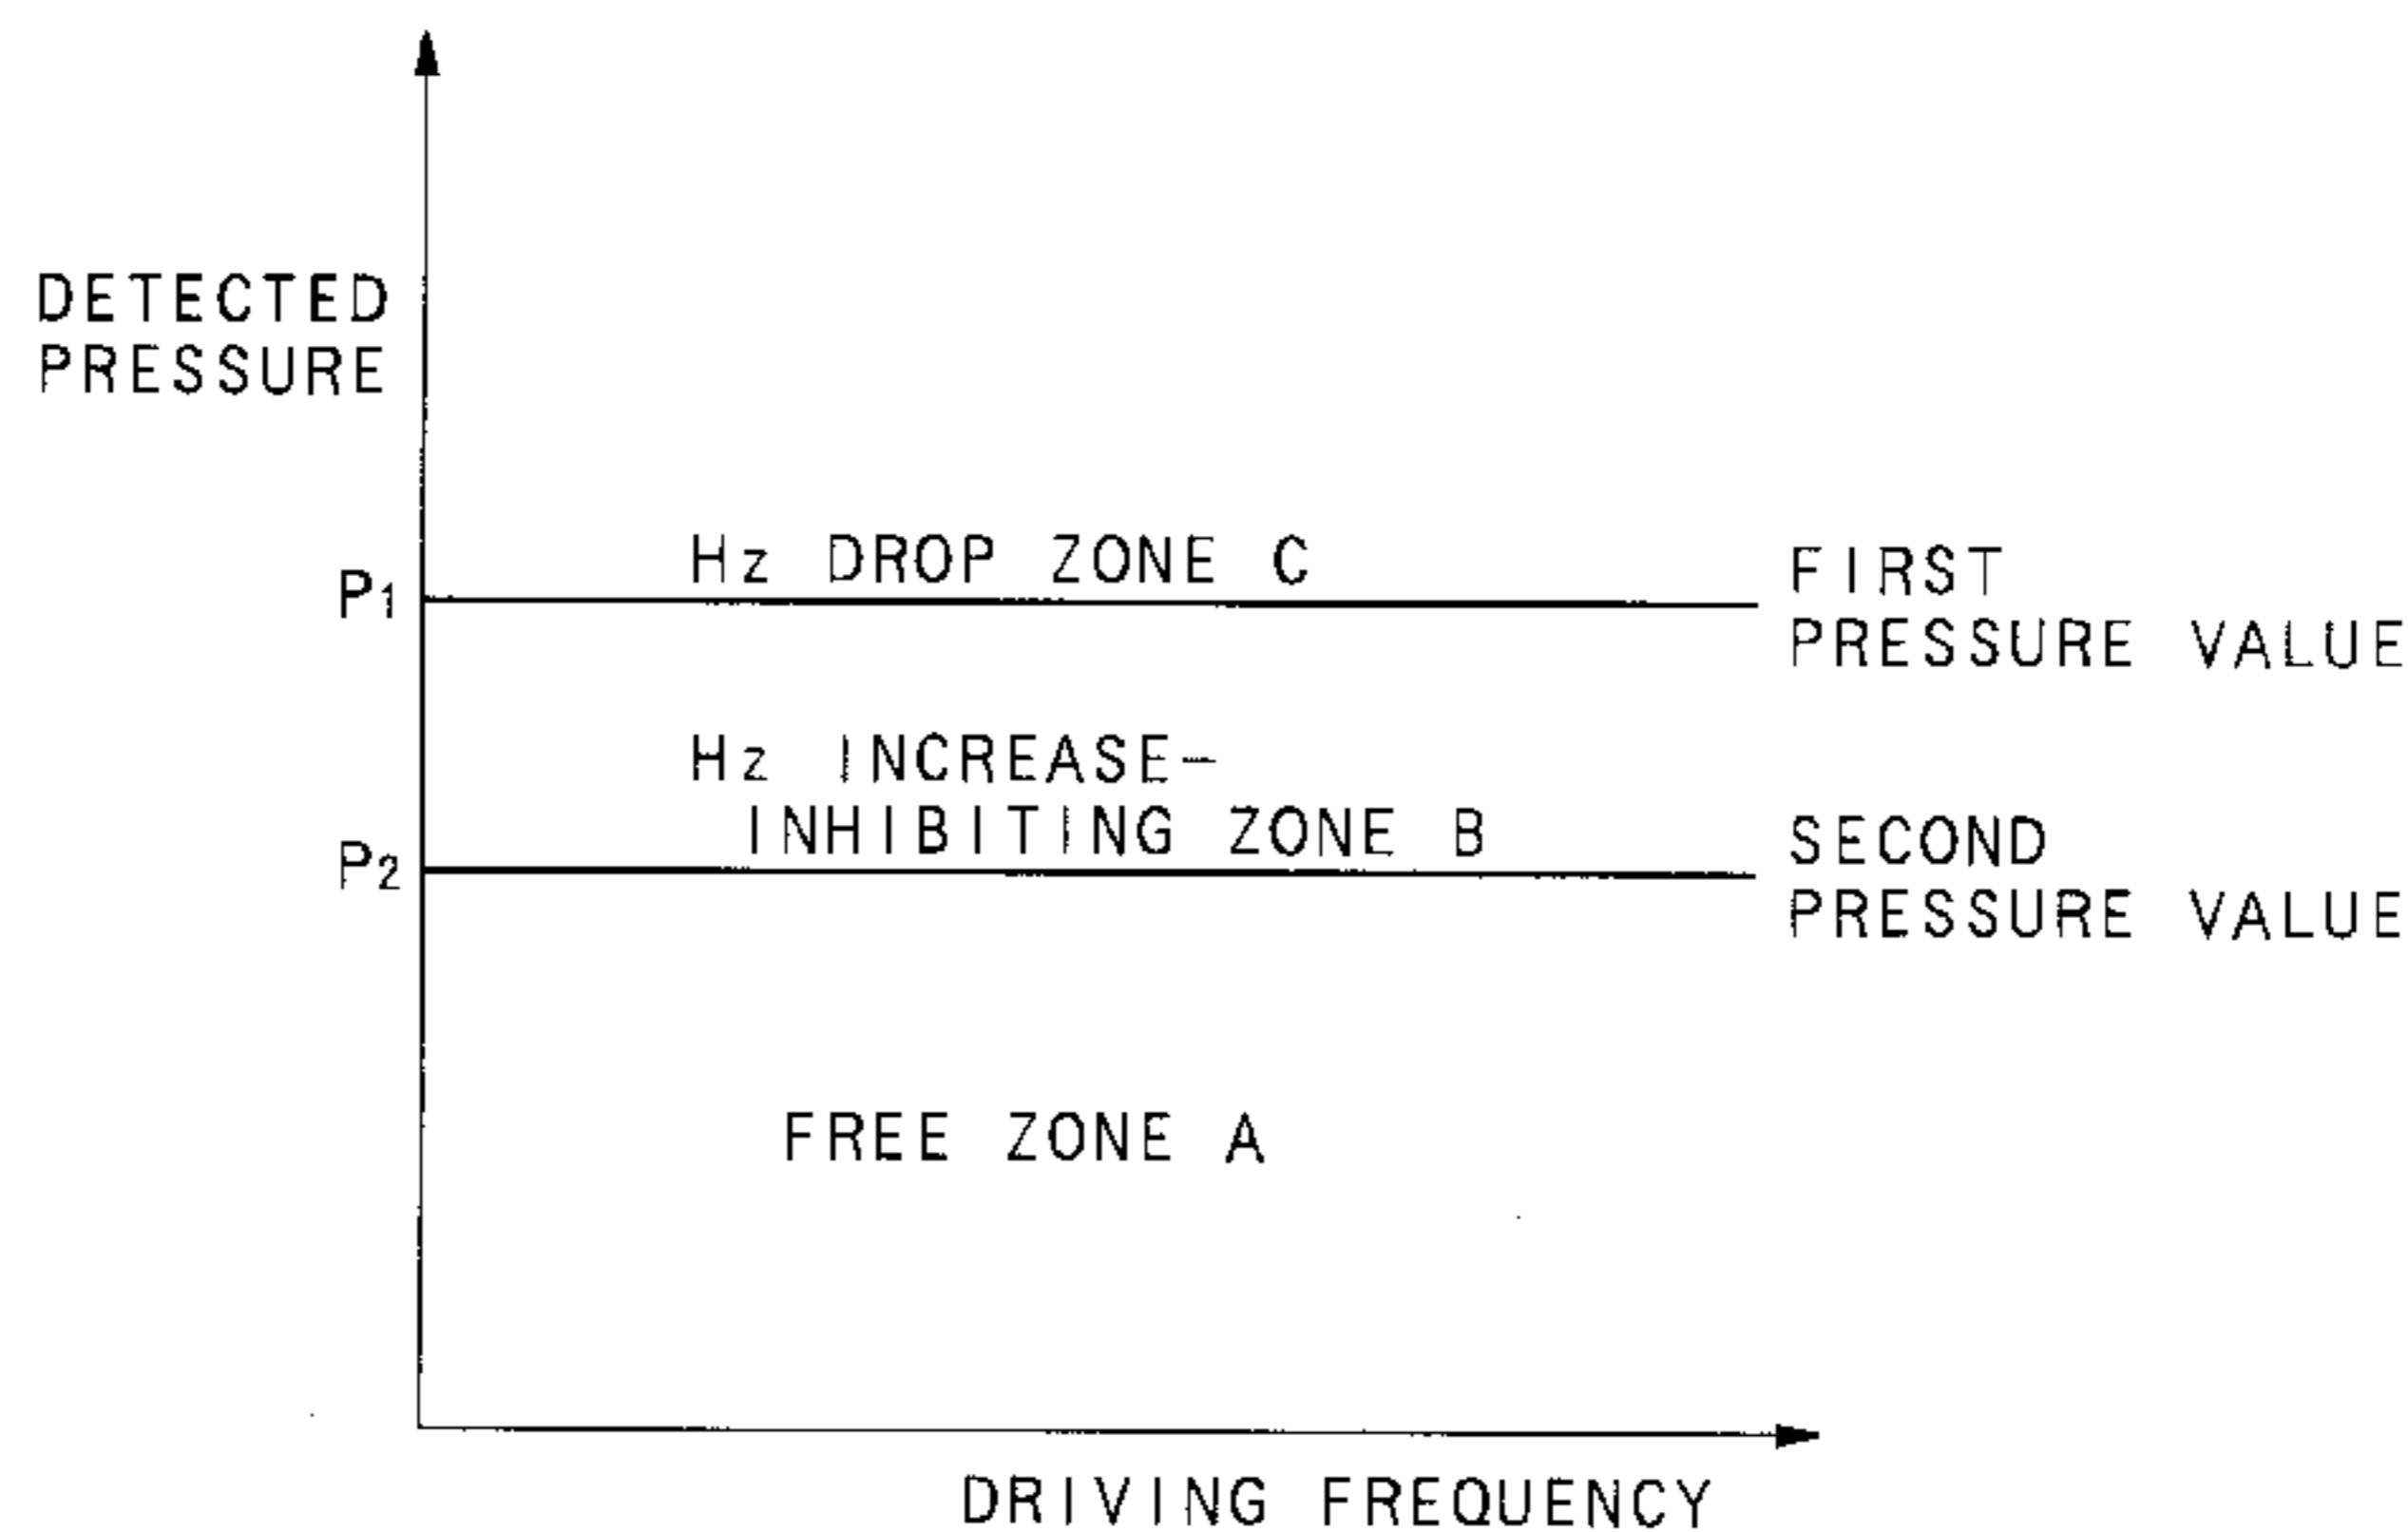 DETECTED
PRESSURE
P1
Hz DROP ZONE C
FIRST
PRESSURE VALUE
Hz INCREASE-
INHIBITING ZONE B
P2
SECOND
PRESSURE VALUE
FREE ZONE A
DRIVING FREQUENCY